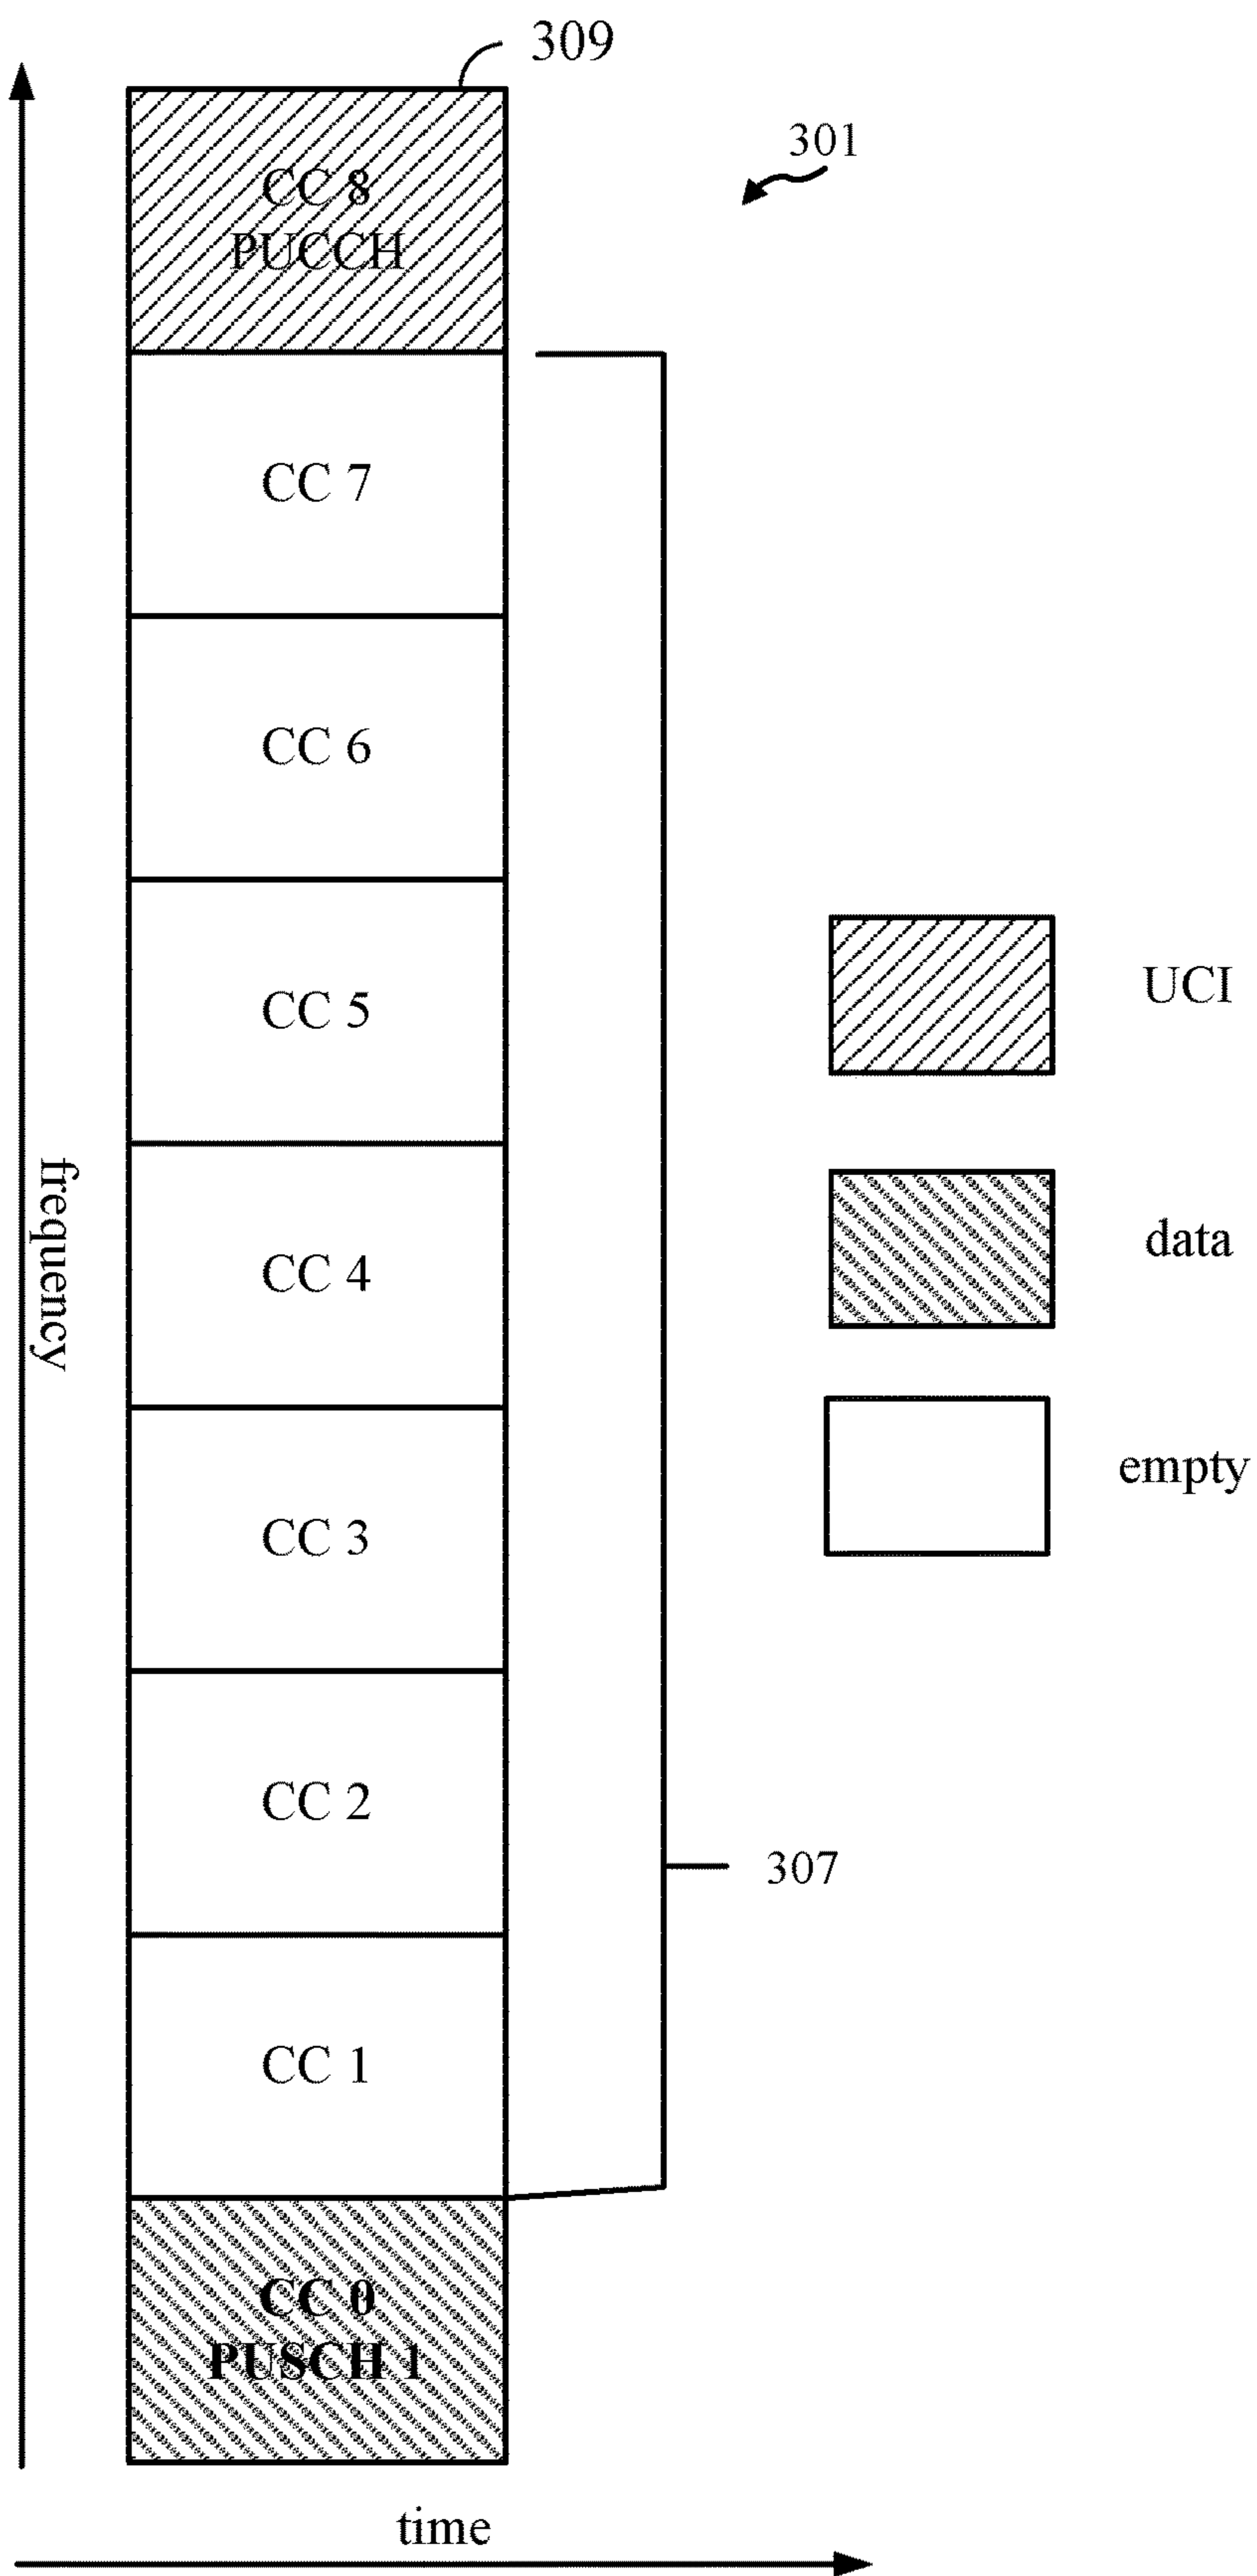 309
301
CC 8
PUCCH
CC 7
CC 6
CC 5
UCI
frequency
CC 4
data
CC 3
empty
CC 2
307
CC 1
CC 0
PUSCH 1
time